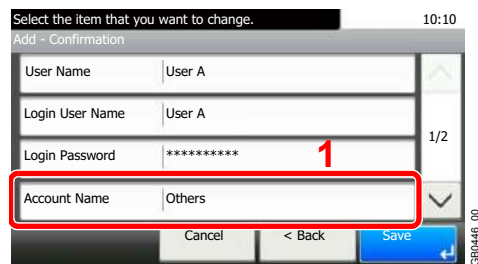 Select the item that you want to change. 10:10
Add - Confirmation
User Name User A
Login User Name User A
1/2
Login Password ********** 1
Account Name Others
Cancel < Back Save
GB0446_00